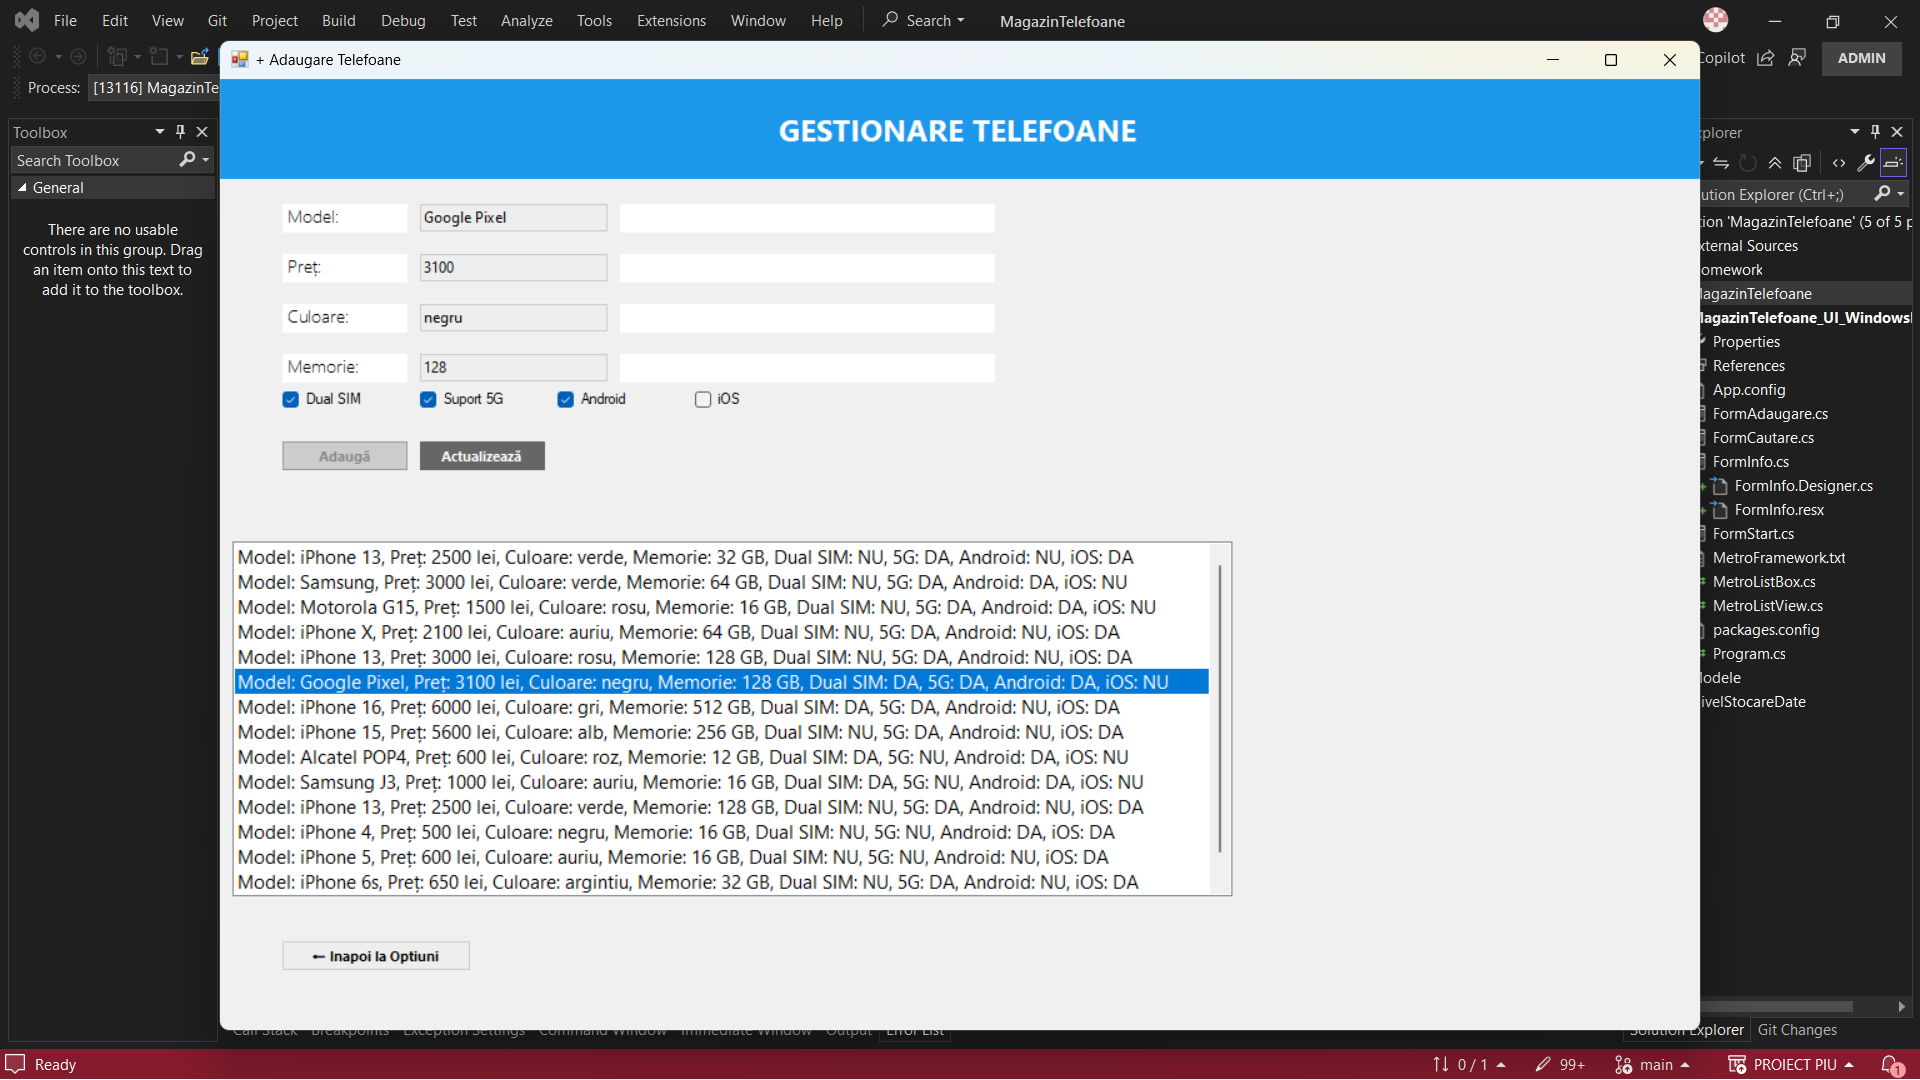 File Edit View Git Project Build Debug Test Analyze Tools Extensions Window Help Search MagazinTelefoane
+ Adaugare Telefoane
Copilot ADMIN
Process: [13116] MagazinTe
GESTIONARE TELEFOANE
Toolbox
Search Toolbox
General
There are no usable
controls in this group. Drag
an item onto this text to
add it to the toolbox.
Model: Google Pixel
Preț: 3100
Culoare: negru
Memorie: 128
Dual SIM Suport 5G Android iOS
Adaugă Actualizează
Model: iPhone 13, Preț: 2500 lei, Culoare: verde, Memorie: 32 GB, Dual SIM: NU, 5G: DA, Android: NU, iOS: DA
Model: Samsung, Preț: 3000 lei, Culoare: verde, Memorie: 64 GB, Dual SIM: NU, 5G: DA, Android: DA, iOS: NU
Model: Motorola G15, Preț: 1500 lei, Culoare: rosu, Memorie: 16 GB, Dual SIM: NU, 5G: DA, Android: DA, iOS: NU
Model: iPhone X, Preț: 2100 lei, Culoare: auriu, Memorie: 64 GB, Dual SIM: NU, 5G: DA, Android: NU, iOS: DA
Model: iPhone 13, Preț: 3000 lei, Culoare: rosu, Memorie: 128 GB, Dual SIM: NU, 5G: DA, Android: NU, iOS: DA
Model: Google Pixel, Preț: 3100 lei, Culoare: negru, Memorie: 128 GB, Dual SIM: DA, 5G: DA, Android: DA, iOS: NU
Model: iPhone 16, Preț: 6000 lei, Culoare: gri, Memorie: 512 GB, Dual SIM: DA, 5G: DA, Android: NU, iOS: DA
Model: iPhone 15, Preț: 5600 lei, Culoare: alb, Memorie: 256 GB, Dual SIM: NU, 5G: DA, Android: NU, iOS: DA
Model: Alcatel POP4, Preț: 600 lei, Culoare: roz, Memorie: 12 GB, Dual SIM: DA, 5G: NU, Android: DA, iOS: NU
Model: Samsung J3, Preț: 1000 lei, Culoare: auriu, Memorie: 16 GB, Dual SIM: DA, 5G: NU, Android: DA, iOS: NU
Model: iPhone 13, Preț: 2500 lei, Culoare: verde, Memorie: 128 GB, Dual SIM: NU, 5G: DA, Android: NU, iOS: DA
Model: iPhone 4, Preț: 500 lei, Culoare: negru, Memorie: 16 GB, Dual SIM: NU, 5G: NU, Android: DA, iOS: DA
Model: iPhone 5, Preț: 600 lei, Culoare: auriu, Memorie: 16 GB, Dual SIM: NU, 5G: NU, Android: NU, iOS: DA
Model: iPhone 6s, Preț: 650 lei, Culoare: argintiu, Memorie: 32 GB, Dual SIM: NU, 5G: DA, Android: NU, iOS: DA
← Inapoi la Optiuni
xplorer
ution Explorer (Ctrl+;)
tion 'MagazinTelefoane' (5 of 5 p
xternal Sources
omework
MagazinTelefoane
MagazinTelefoane_UI_Windows
Properties
References
App.config
FormAdaugare.cs
FormCautare.cs
FormInfo.cs
FormInfo.Designer.cs
FormInfo.resx
FormStart.cs
MetroFramework.txt
MetroListBox.cs
MetroListView.cs
packages.config
Program.cs
Modele
ivelStocareDate
Call Stack Breakpoints Exception Settings Command Window Immediate Window Output Error List
Solution Explorer Git Changes
Ready 0 / 1 99+ main PROIECT PIU 1